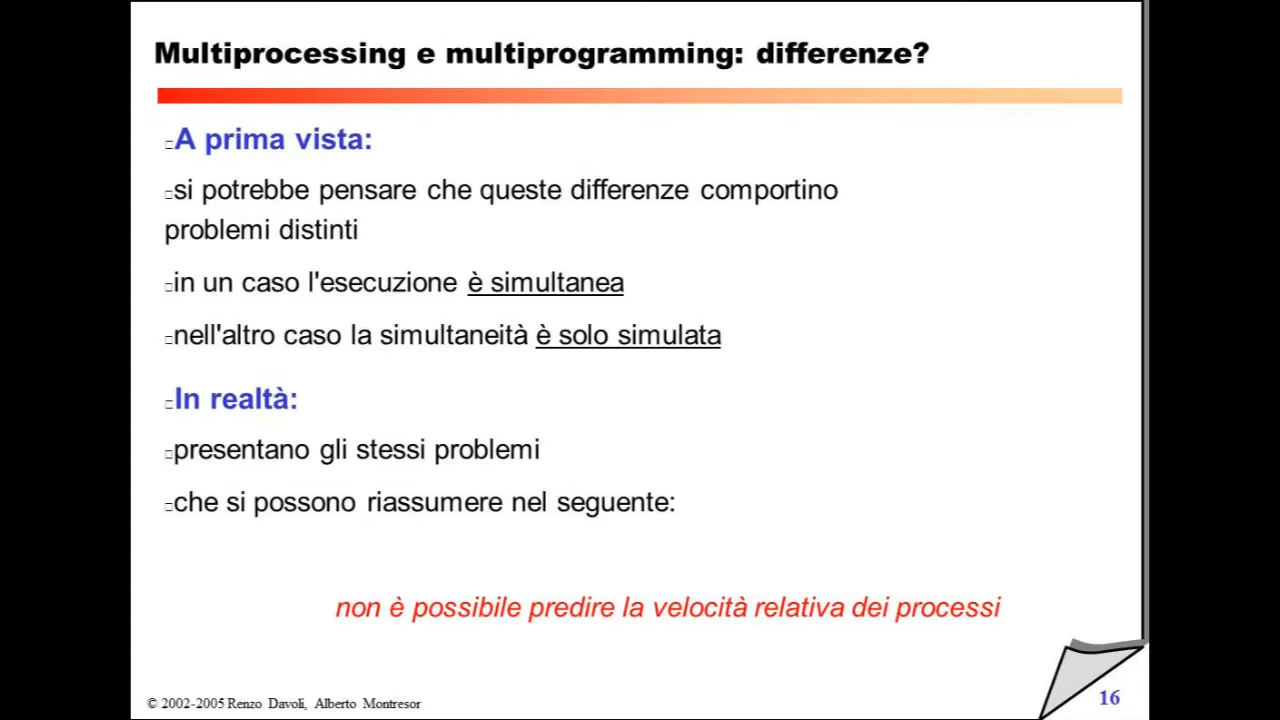 Multiprocessing e multiprogramming: differenze?
A prima vista:
si potrebbe pensare che queste differenze comportino
problemi distinti
in un caso l'esecuzione è simultanea
nell'altro caso la simultaneità è solo simulata
In realtà:
presentano gli stessi problemi
che si possono riassumere nel seguente:
non è possibile predire la velocità relativa dei processi
© 2002-2005 Renzo Davoli, Alberto Montresor
16